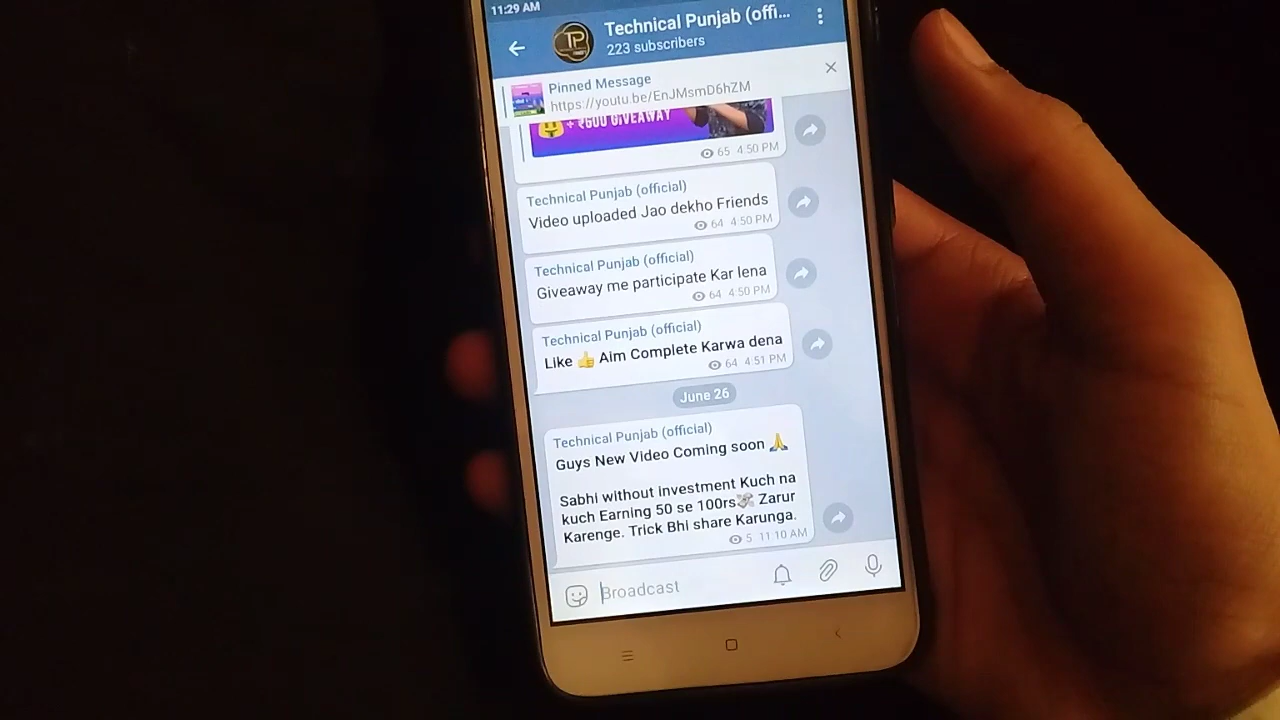 11:29 AM
TP
Technical Punjab (offi...
223 subscribers
Pinned Message
https://youtu.be/EnJMsmD6hZM
+ ₹600 GIVEAWAY
65 4:50 PM
Technical Punjab (official)
Video uploaded Jao dekho Friends
64 4:50 PM
Technical Punjab (official)
Giveaway me participate Kar lena
64 4:50 PM
Technical Punjab (official)
Like 👍 Aim Complete Karwa dena
64 4:51 PM
June 26
Technical Punjab (official)
Guys New Video Coming soon 🙏
Sabhi without investment Kuch na
kuch Earning 50 se 100rs💸 Zarur
Karenge. Trick Bhi share Karunga.
5 11:10 AM
Broadcast